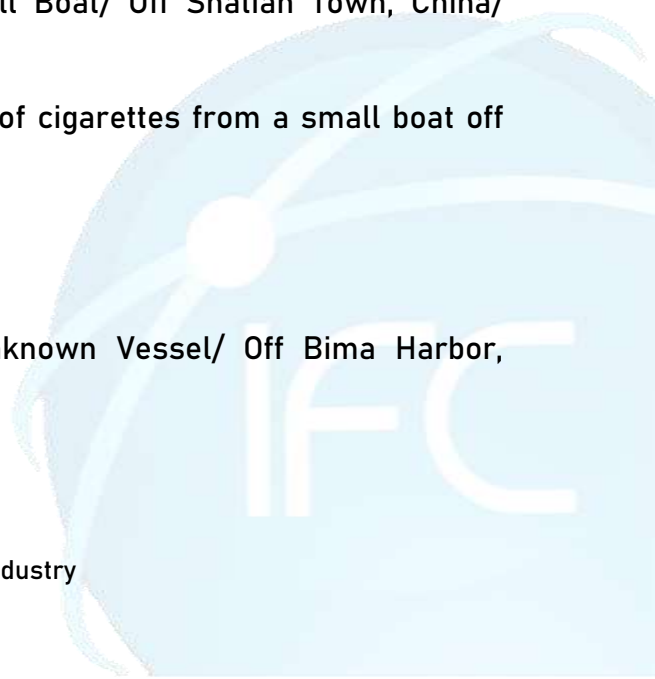 ll Boat/ Off Shatian Town, China/
of cigarettes from a small boat off
known Vessel/ Off Bima Harbor,
IFC
dustry